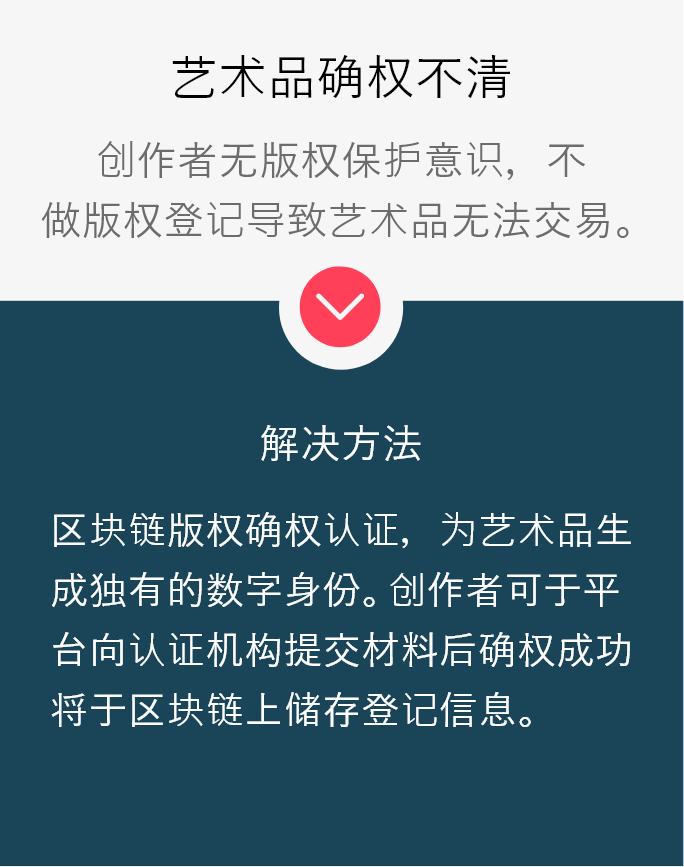 艺术品确权不清
创作者无版权保护意识，不
做版权登记导致艺术品无法交易。
解决方法
区块链版权确权认证，为艺术品生
成独有的数字身份。创作者可于平
台向认证机构提交材料后确权成功
将于区块链上储存登记信息。